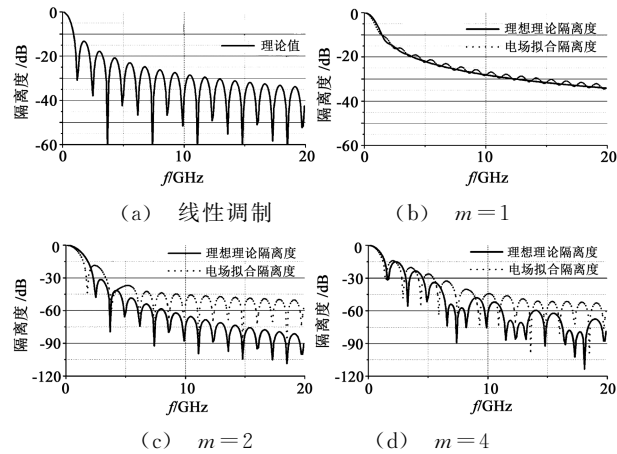 0
-20
-40
-60
0
10
20
隔离度/dB
f/GHz
理论值
(a) 线性调制
0
-20
-40
-60
0
10
20
隔离度/dB
f/GHz
理想理论隔离度
电场拟合隔离度
(b) m=1
0
-30
-60
-90
-120
0
5
10
15
20
隔离度/dB
f/GHz
理想理论隔离度
电场拟合隔离度
(c) m=2
0
-30
-60
-90
-120
0
5
10
15
20
隔离度/dB
f/GHz
理想理论隔离度
电场拟合隔离度
(d) m=4